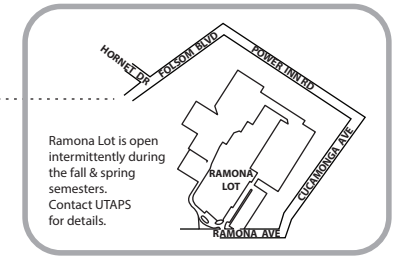 HORNET DR
FOLSOM BLVD
POWER INN RD
CUCAMONGA AVE
Ramona Lot is open
intermittently during
the fall & spring
semesters.
Contact UTAPS
for details.
RAMONA
LOT
RAMONA AVE